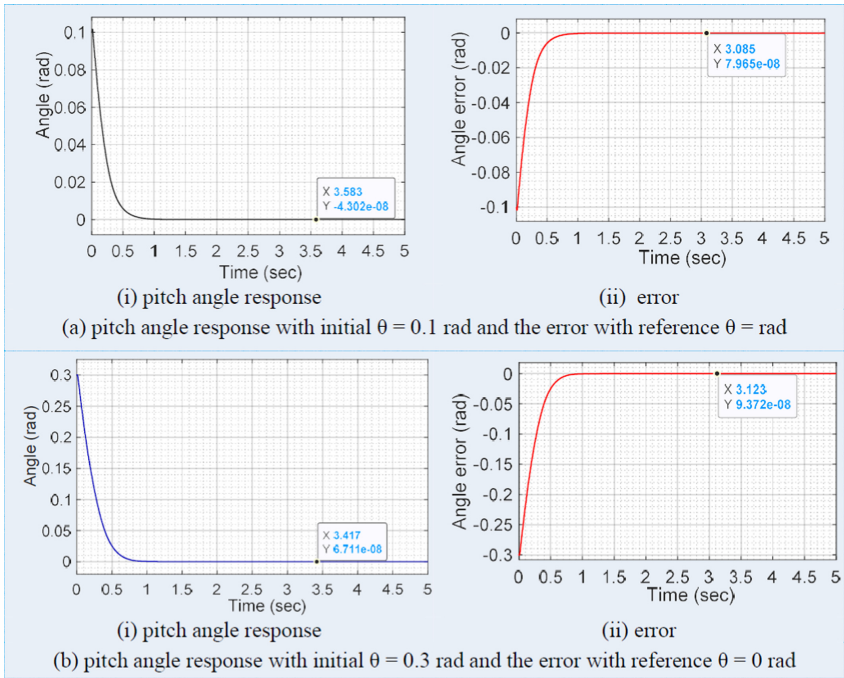 Angle (rad)
0.1
0.08
0.06
0.04
0.02
0
X 3.583
Y -4.302e-08
0 0.5 1 1.5 2 2.5 3 3.5 4 4.5 5
Time (sec)
(i) pitch angle response
Angle error (rad)
0
-0.02
-0.04
-0.06
-0.08
-0.1
X 3.085
Y 7.965e-08
0 0.5 1 1.5 2 2.5 3 3.5 4 4.5 5
Time (sec)
(ii) error
(a) pitch angle response with initial θ = 0.1 rad and the error with reference θ = rad
Angle (rad)
0.3
0.25
0.2
0.15
0.1
0.05
0
X 3.417
Y 6.711e-08
0 0.5 1 1.5 2 2.5 3 3.5 4 4.5 5
Time (sec)
(i) pitch angle response
Angle error (rad)
0
-0.05
-0.1
-0.15
-0.2
-0.25
-0.3
X 3.123
Y 9.372e-08
0 0.5 1 1.5 2 2.5 3 3.5 4 4.5 5
Time (sec)
(ii) error
(b) pitch angle response with initial θ = 0.3 rad and the error with reference θ = 0 rad